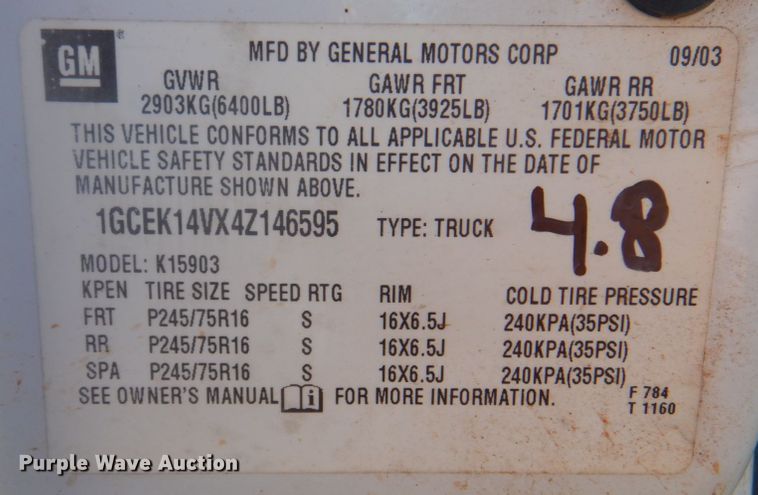 GM
MFD BY GENERAL MOTORS CORP 09/03
GVWR GAWR FRT GAWR RR
2903KG(6400LB) 1780KG(3925LB) 1701KG(3750LB)
THIS VEHICLE CONFORMS TO ALL APPLICABLE U.S. FEDERAL MOTOR
VEHICLE SAFETY STANDARDS IN EFFECT ON THE DATE OF
MANUFACTURE SHOWN ABOVE.
1GCEK14VX4Z146595 TYPE: TRUCK 4.8
MODEL: K15903
KPEN TIRE SIZE SPEED RTG RIM COLD TIRE PRESSURE
FRT P245/75R16 S 16X6.5J 240KPA(35PSI)
RR P245/75R16 S 16X6.5J 240KPA(35PSI)
SPA P245/75R16 S 16X6.5J 240KPA(35PSI)
SEE OWNER'S MANUAL i FOR MORE INFORMATION. F 784
T 1160
Purple Wave Auction